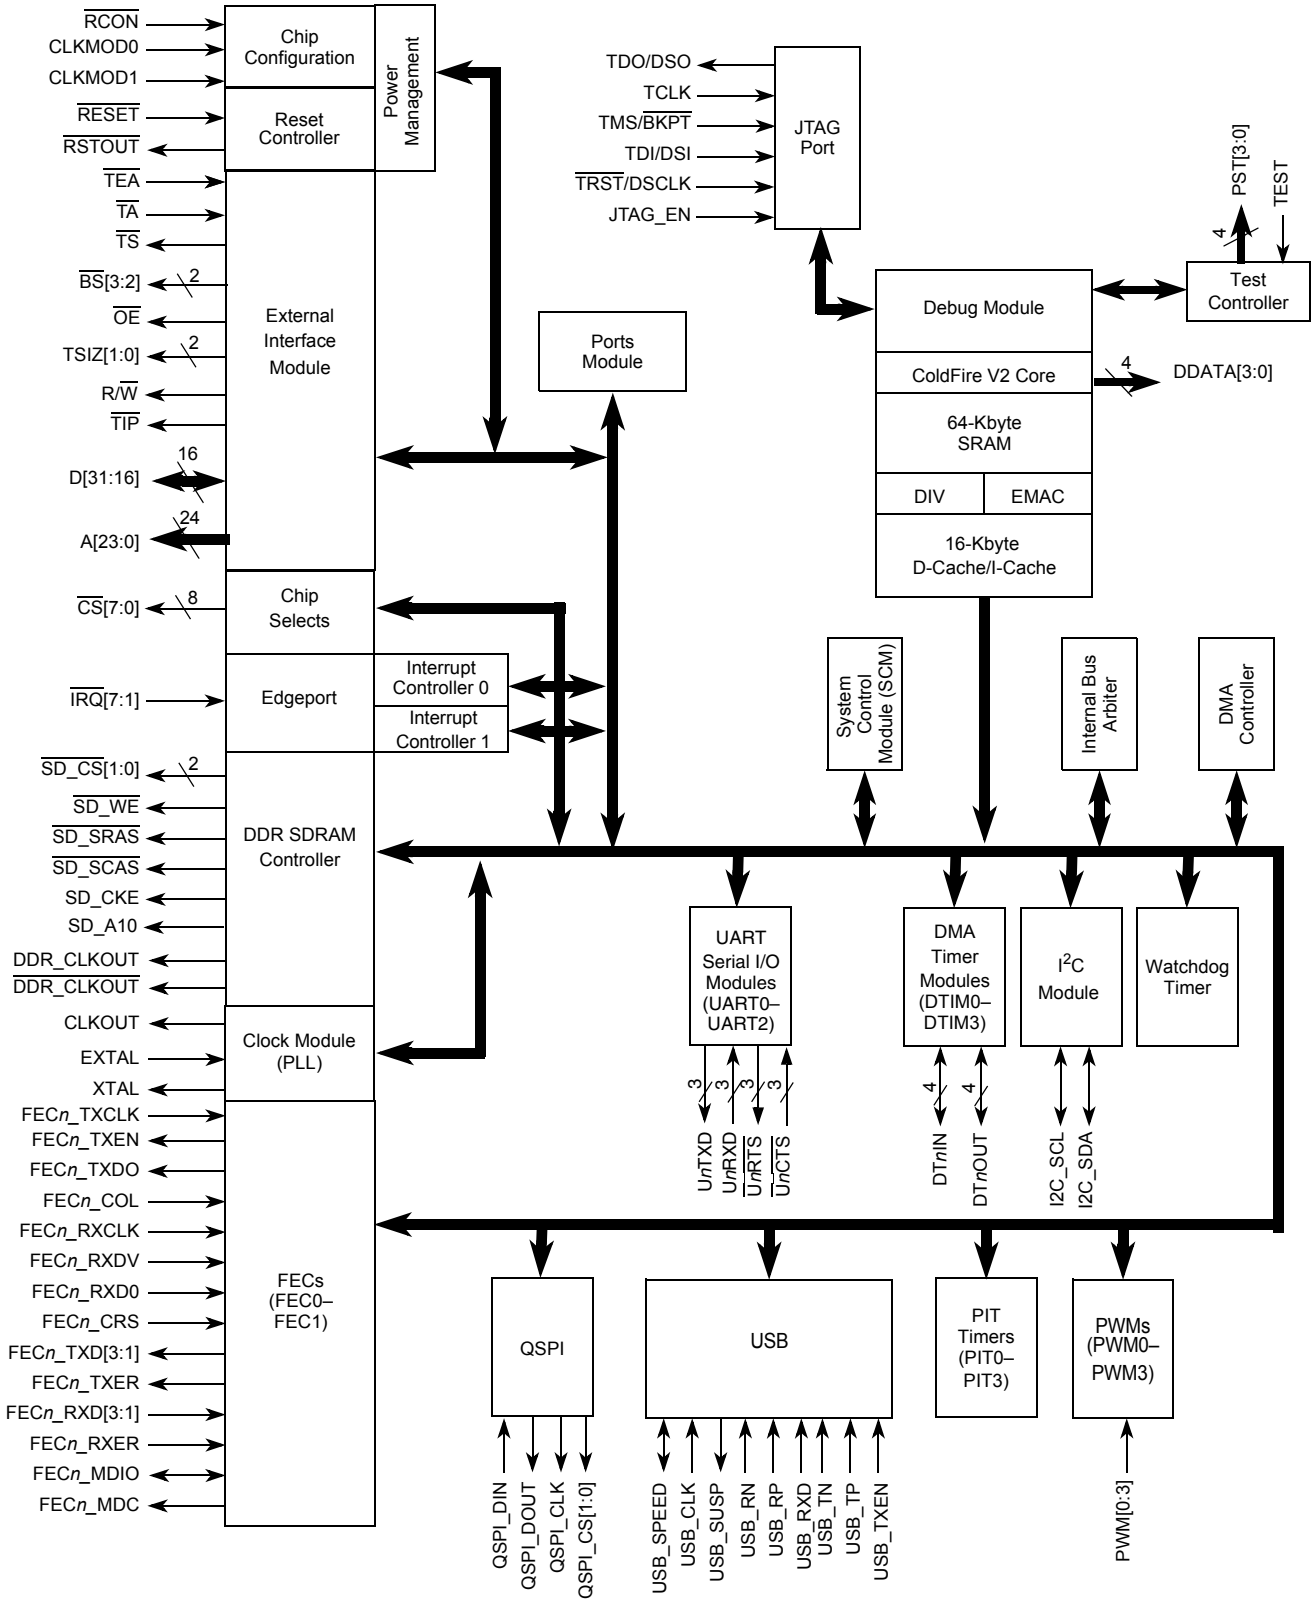 RCON
CLKMOD0
CLKMOD1
RESET
RSTOUT
TEA
TA
TS
BS[3:2]
2
OE
TSIZ[1:0]
2
R/W
TIP
D[31:16]
16
A[23:0]
24
CS[7:0]
8
IRQ[7:1]
SD_CS[1:0]
2
SD_WE
SD_SRAS
SD_SCAS
SD_CKE
SD_A10
DDR_CLKOUT
DDR_CLKOUT
CLKOUT
EXTAL
XTAL
FECn_TXCLK
FECn_TXEN
FECn_TXDO
FECn_COL
FECn_RXCLK
FECn_RXDV
FECn_RXD0
FECn_CRS
FECn_TXD[3:1]
FECn_TXER
FECn_RXD[3:1]
FECn_RXER
FECn_MDIO
FECn_MDC
Chip
Configuration
Reset
Controller
Power
Management
External
Interface
Module
Chip
Selects
Edgeport
Interrupt
Controller 0
Interrupt
Controller 1
DDR SDRAM
Controller
Clock Module
(PLL)
FECs
(FEC0–
FEC1)
Ports
Module
TDO/DSO
TCLK
TMS/BKPT
TDI/DSI
TRST/DSCLK
JTAG_EN
JTAG
Port
PST[3:0]
TEST
4
Test
Controller
Debug Module
ColdFire V2 Core
4
DDATA[3:0]
64-Kbyte
SRAM
DIV
EMAC
16-Kbyte
D-Cache/I-Cache
System
Control
Module (SCM)
Internal Bus
Arbiter
DMA
Controller
UART
Serial I/O
Modules
(UART0–
UART2)
DMA
Timer
Modules
(DTIM0–
DTIM3)
I2C
Module
Watchdog
Timer
3
3
3
3
UnTXD
UnRXD
UnRTS
UnCTS
4
4
DTnIN
DTnOUT
I2C_SCL
I2C_SDA
QSPI
USB
PIT
Timers
(PIT0–
PIT3)
PWMs
(PWM0–
PWM3)
QSPI_DIN
QSPI_DOUT
QSPI_CLK
QSPI_CS[1:0]
USB_SPEED
USB_CLK
USB_SUSP
USB_RN
USB_RP
USB_RXD
USB_TN
USB_TP
USB_TXEN
PWM[0:3]